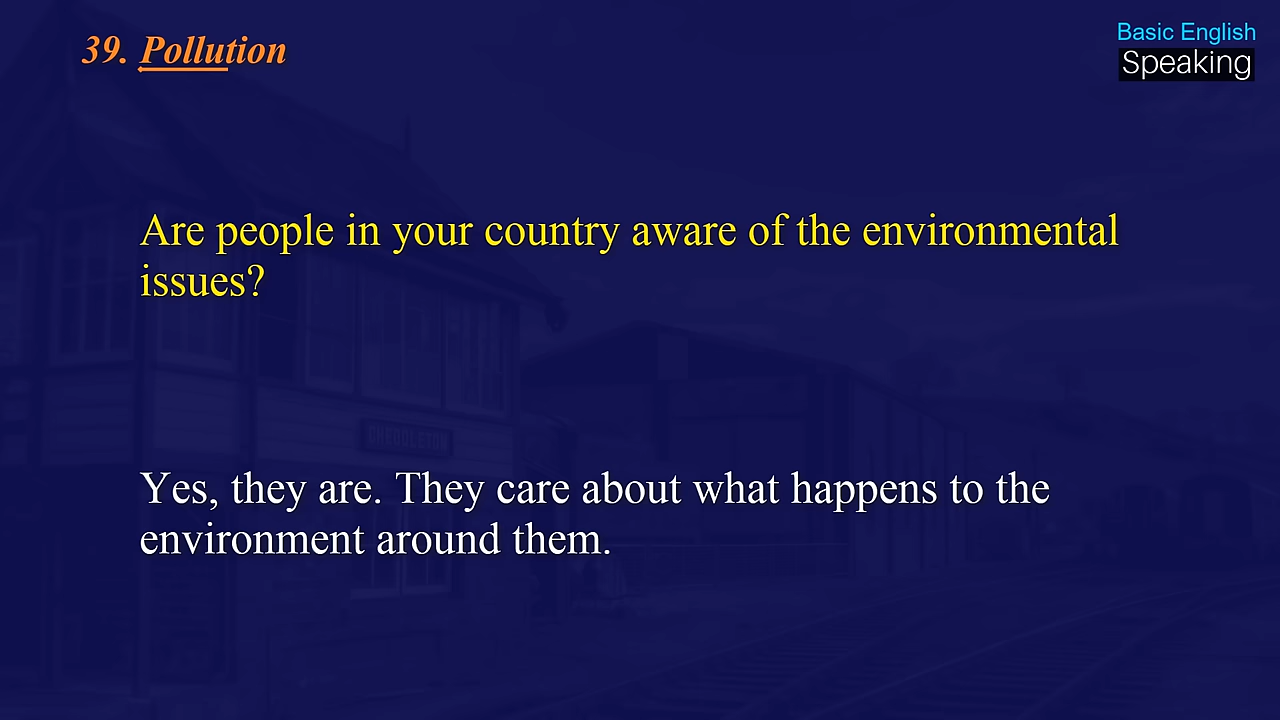 39. Pollution
Basic English
Speaking
Are people in your country aware of the environmental
issues?
CHEDDLETON
Yes, they are. They care about what happens to the
environment around them.